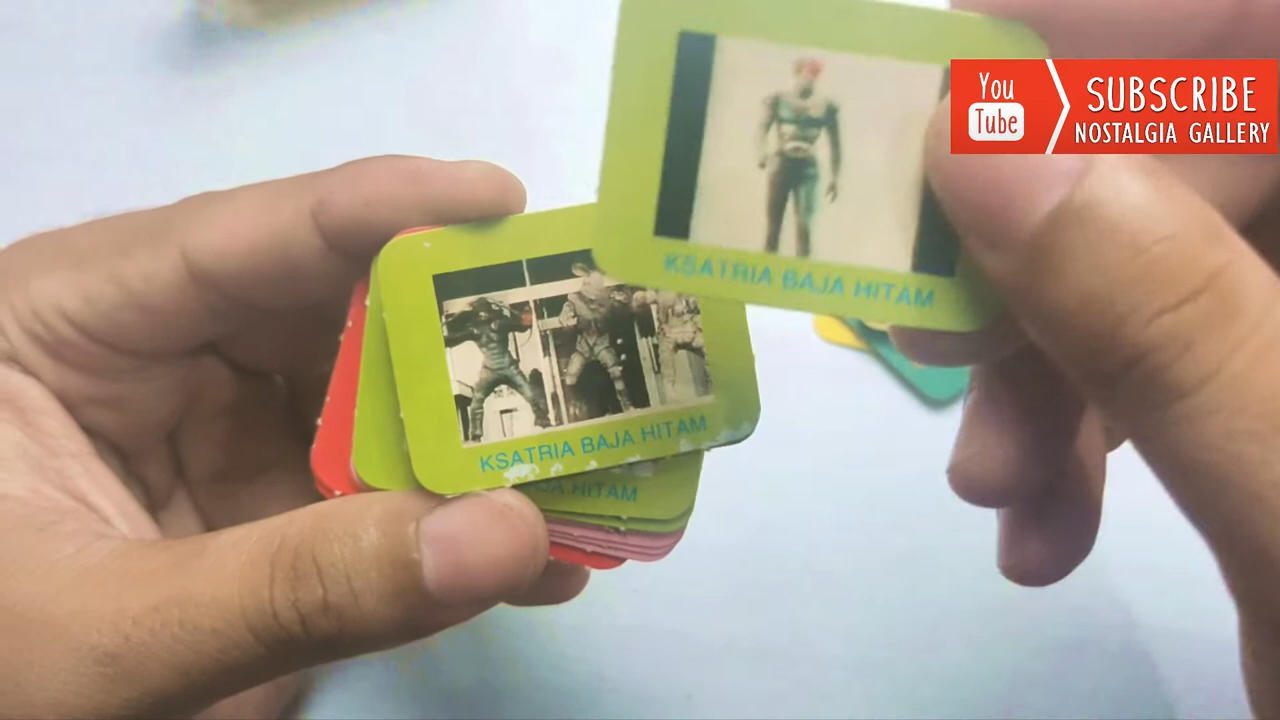 You
Tube
SUBSCRIBE
NOSTALGIA GALLERY
KSATRIA BAJA HITAM
KSATRIA BAJA HITAM
HITAM